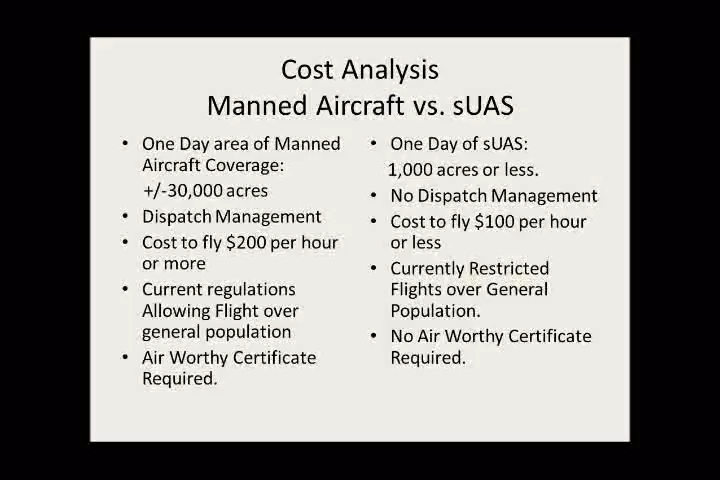 Cost Analysis
Manned Aircraft vs. sUAS
• One Day area of Manned
Aircraft Coverage:
+/-30,000 acres
• Dispatch Management
• Cost to fly $200 per hour
or more
• Current regulations
Allowing Flight over
general population
• Air Worthy Certificate
Required.
• One Day of sUAS:
1,000 acres or less.
• No Dispatch Management
• Cost to fly $100 per hour
or less
• Currently Restricted
Flights over General
Population.
• No Air Worthy Certificate
Required.